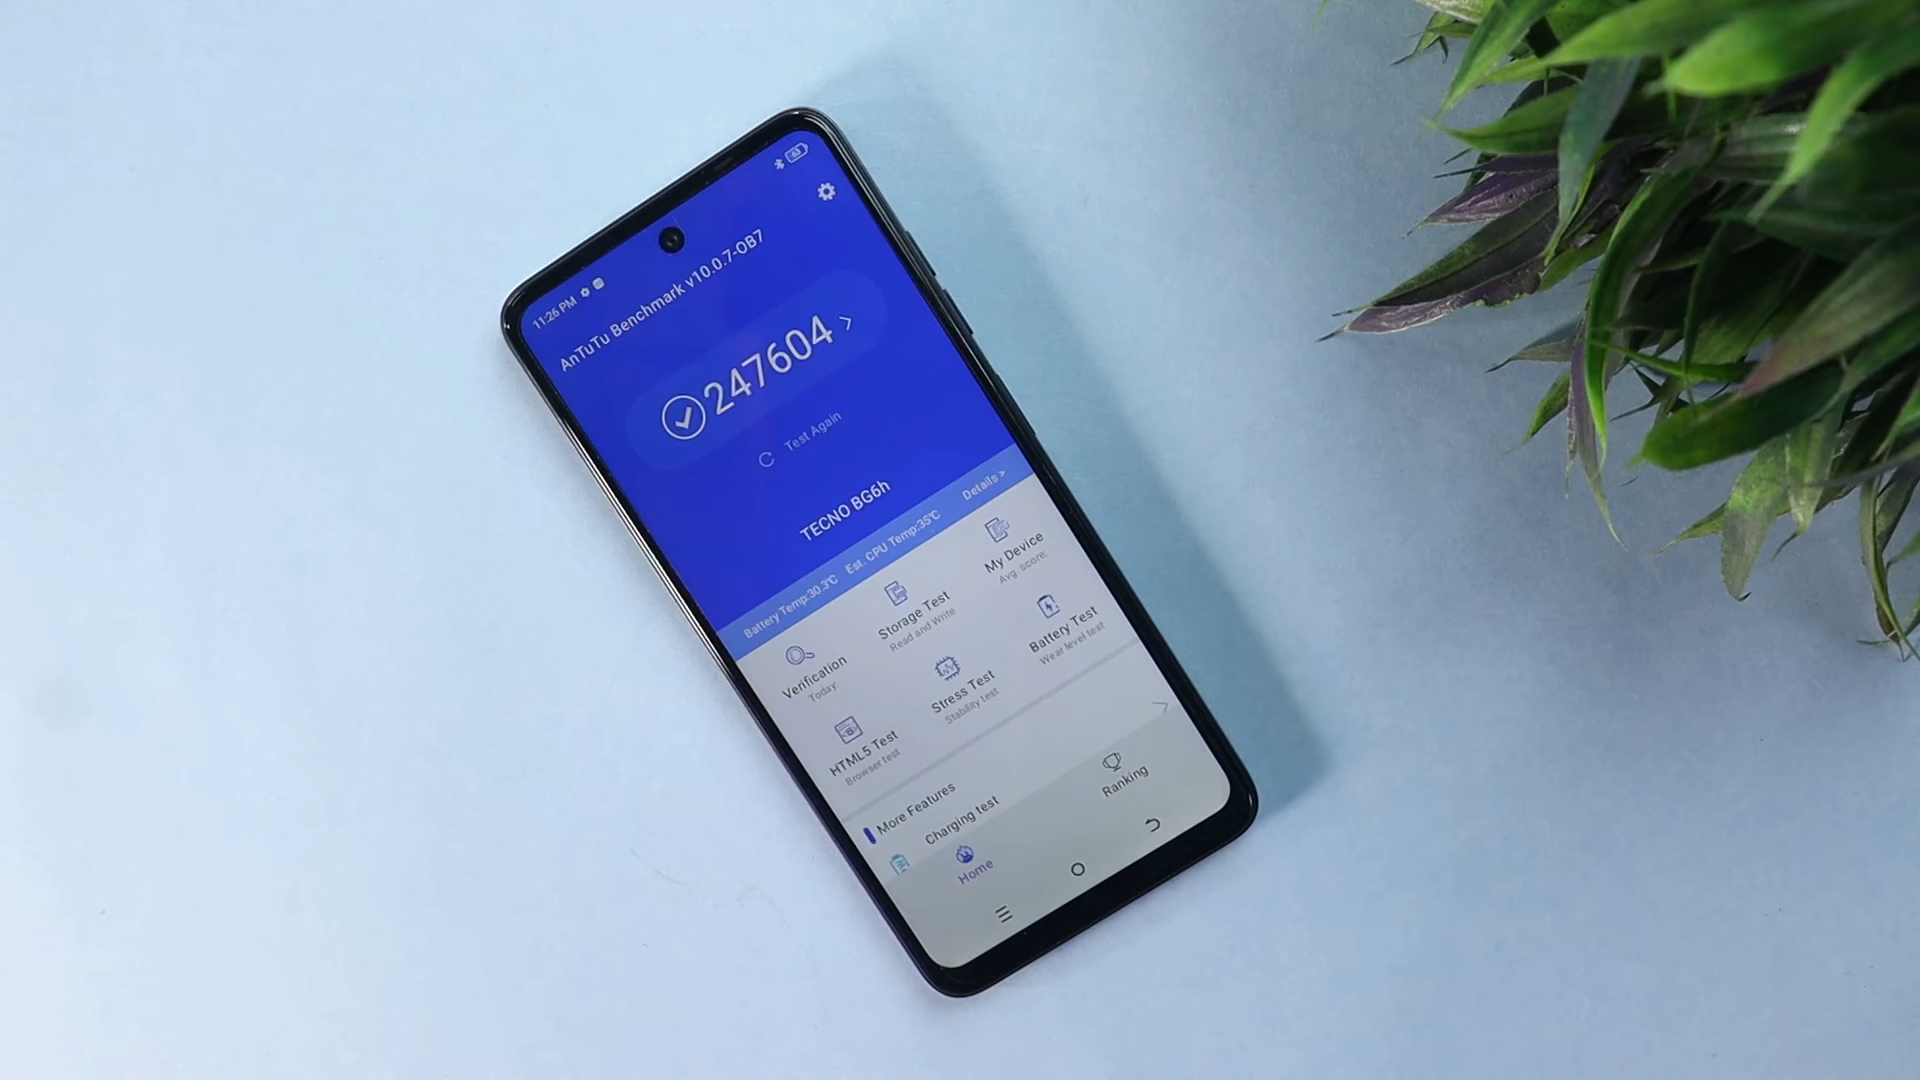 11:26 PM
63
AnTuTu Benchmark v10.0.7-OB7
247604
Test Again
TECNO BG6h
Battery Temp:30.3℃ Est. CPU Temp:35℃ Details >
Verification
Today:
Storage Test
Read and Write
My Device
Avg. score:
HTML5 Test
Browser test
Stress Test
Stability test
Battery Test
Wear level test
More Features
Charging test
Home
Ranking